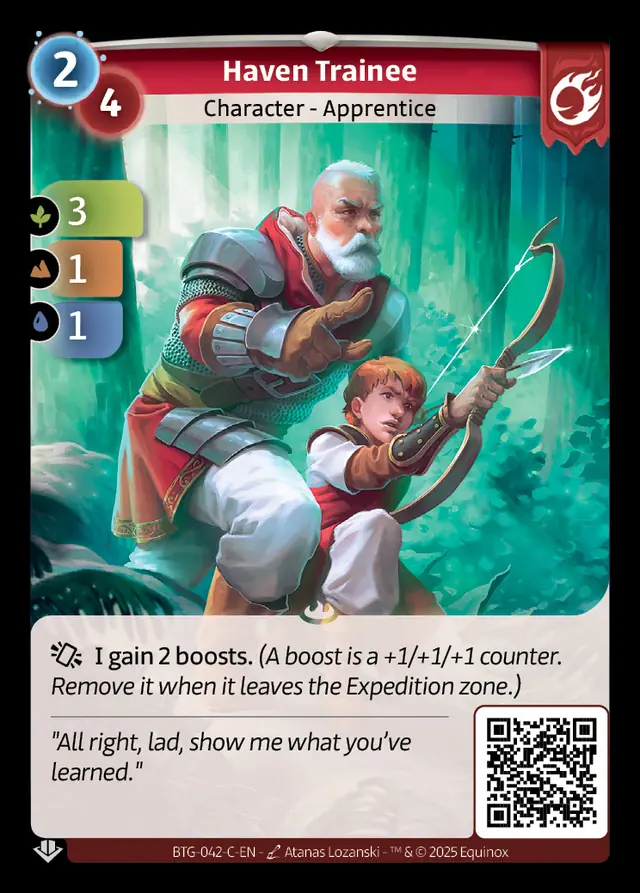 2
4
Haven Trainee
Character - Apprentice
3
1
1
I gain 2 boosts. (A boost is a +1/+1/+1 counter.
Remove it when it leaves the Expedition zone.)
"All right, lad, show me what you’ve
learned."
BTG-042-C-EN - Atanas Lozanski - ™ & © 2025 Equinox